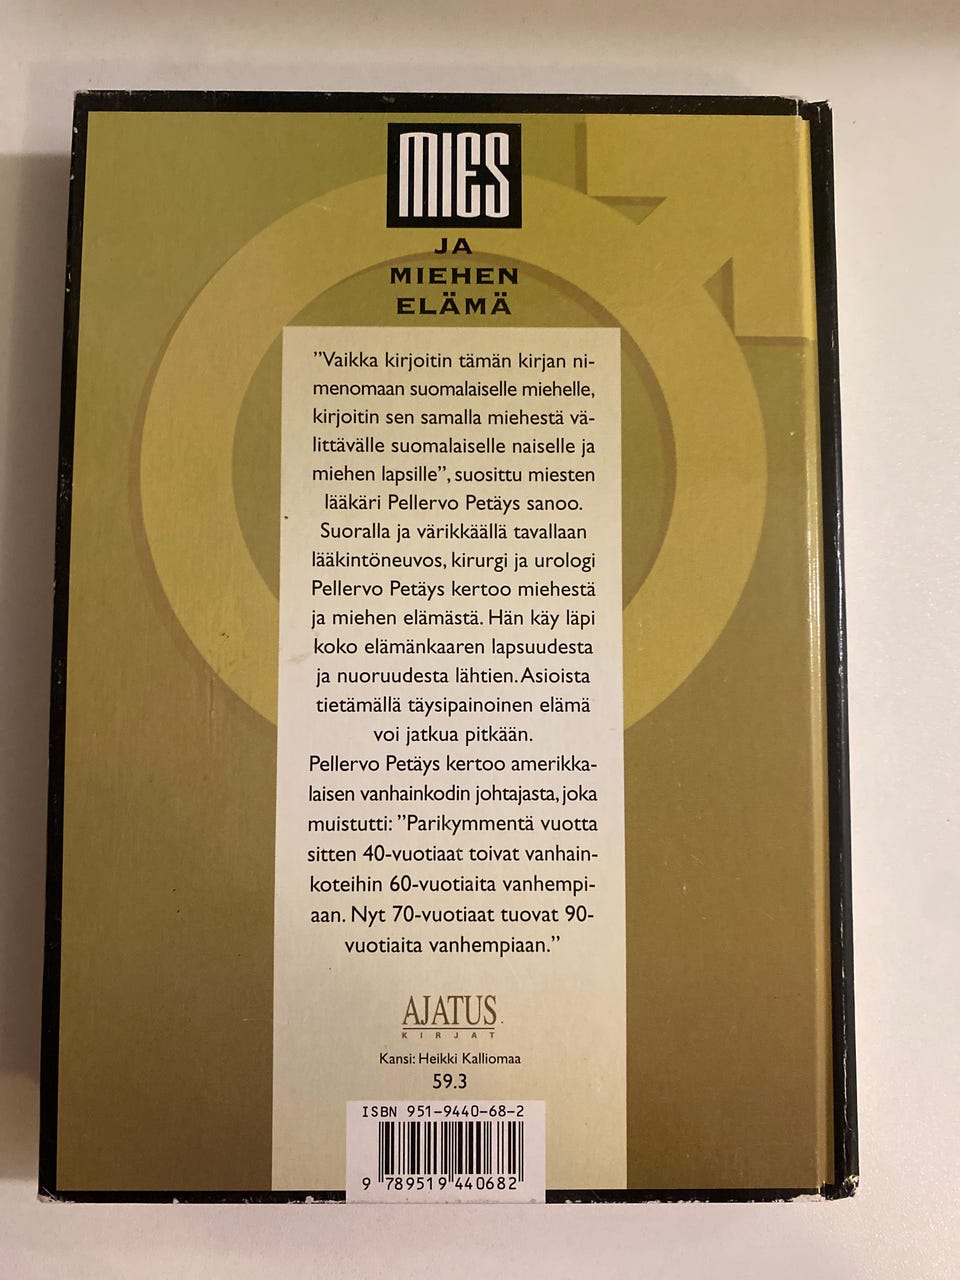 MIES
JA
MIEHEN
ELÄMÄ
”Vaikka kirjoitin tämän kirjan ni-
menomaan suomalaiselle miehelle,
kirjoitin sen samalla miehestä vä-
littävälle suomalaiselle naiselle ja
miehen lapsille”, suosittu miesten
lääkäri Pellervo Petäys sanoo.
Suoralla ja värikkäällä tavallaan
lääkintöneuvos, kirurgi ja urologi
Pellervo Petäys kertoo miehestä
ja miehen elämästä. Hän käy läpi
koko elämänkaaren lapsuudesta
ja nuoruudesta lähtien. Asioista
tietämällä täysipainoinen elämä
voi jatkua pitkään.
Pellervo Petäys kertoo amerikka-
laisen vanhainkodin johtajasta, joka
muistutti: ”Parikymmentä vuotta
sitten 40-vuotiaat toivat vanhain-
koteihin 60-vuotiaita vanhempi-
aan. Nyt 70-vuotiaat tuovat 90-
vuotiaita vanhempiaan.”
AJATUS
KIRJAT
Kansi: Heikki Kalliomaa
59.3
ISBN 951-9440-68-2
9 789519 440682